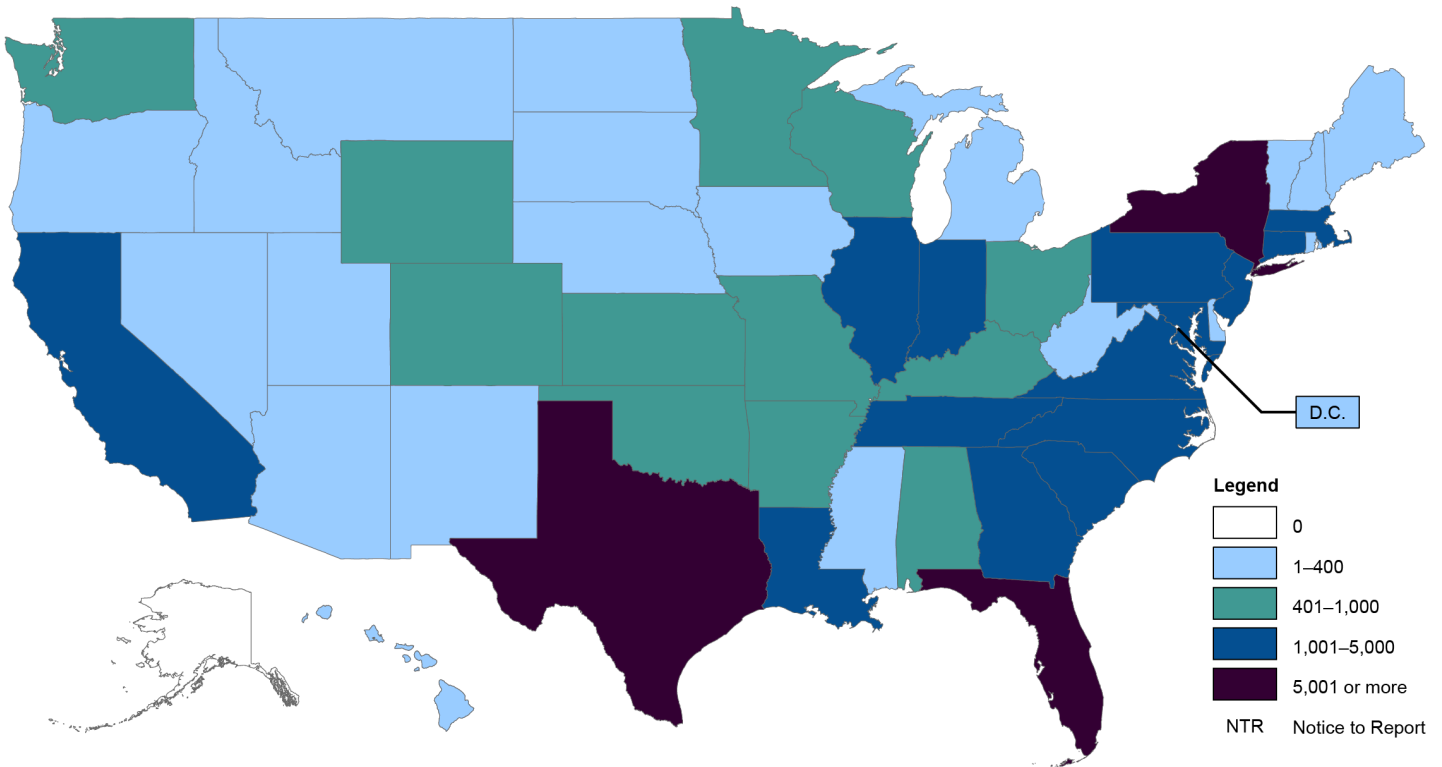 D.C.
Legend
0
1–400
401–1,000
1,001–5,000
5,001 or more
NTR Notice to Report